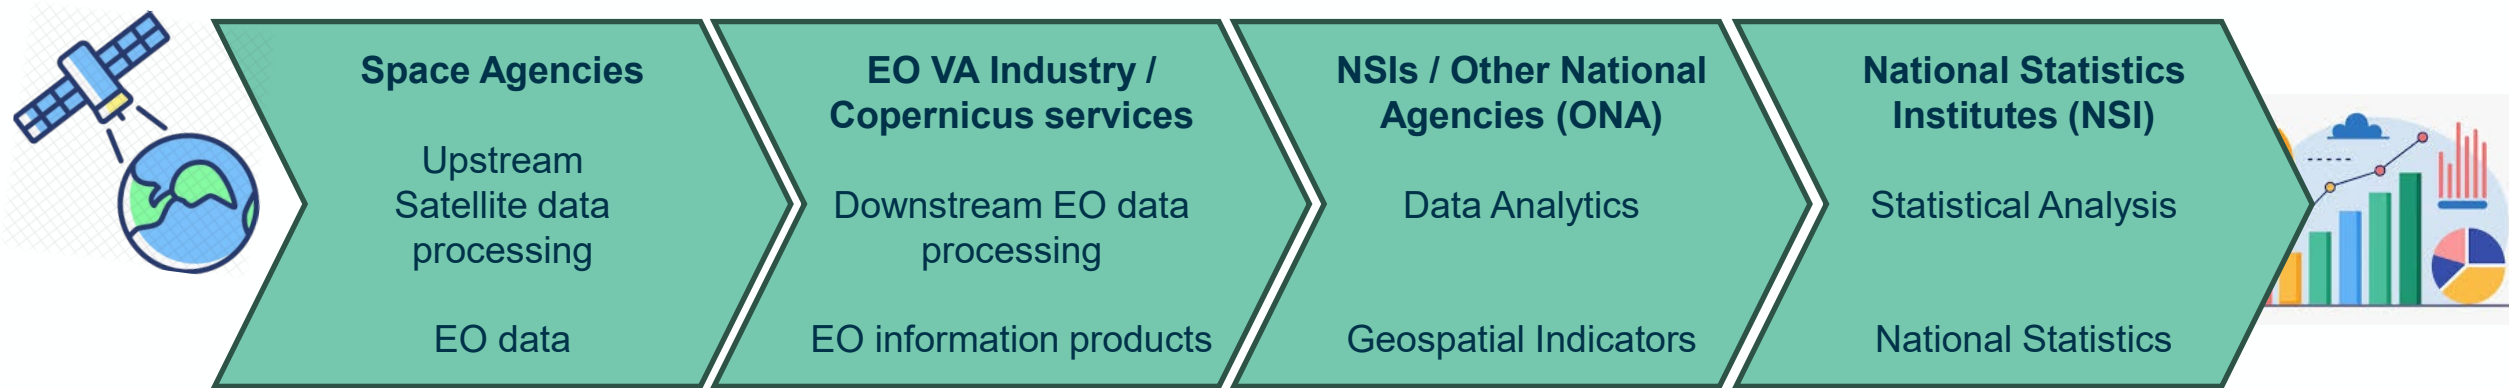 Space Agencies
Upstream
Satellite data
processing
EO data
EO VA Industry /
Copernicus services
Downstream EO data
processing
EO information products
NSIs / Other National
Agencies (ONA)
Data Analytics
Geospatial Indicators
National Statistics
Institutes (NSI)
Statistical Analysis
National Statistics